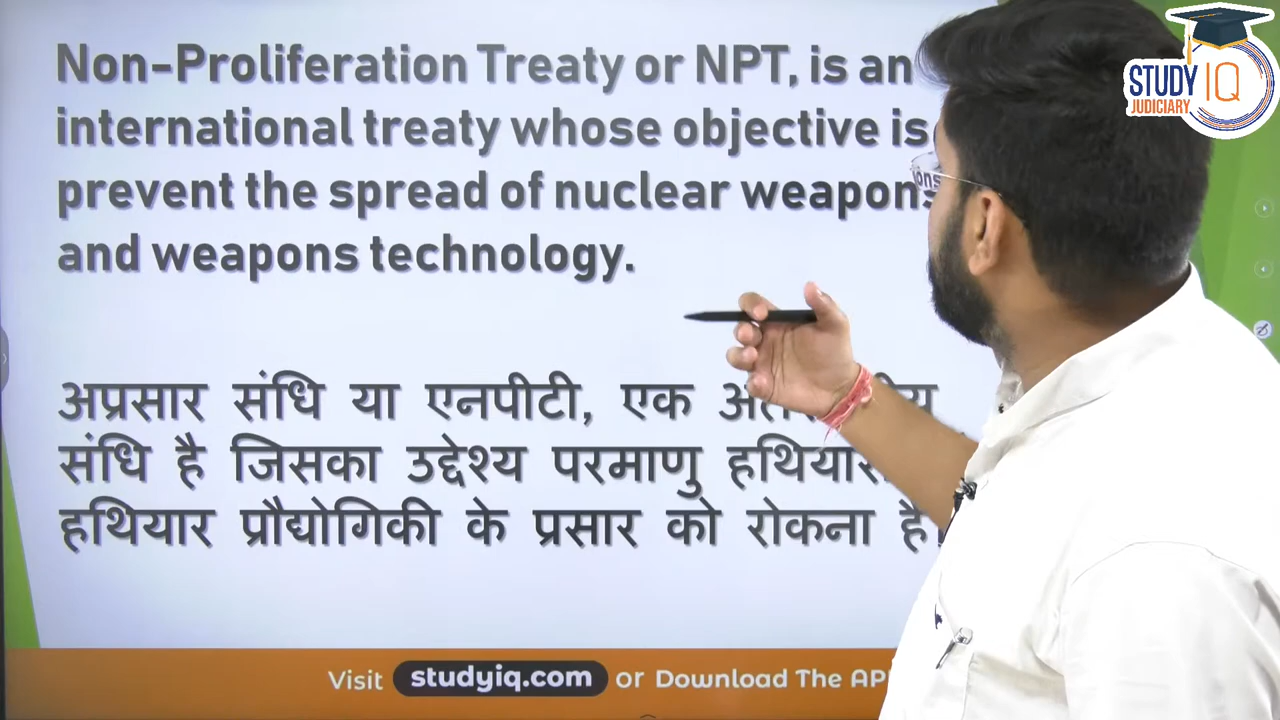 Non-Proliferation Treaty or NPT, is an
international treaty whose objective is
prevent the spread of nuclear weapons
and weapons technology.
अप्रसार संधि या एनपीटी, एक
संधि है जिसका उद्देश्य परमाणु
हथियार प्रौद्योगिकी के प्रसार को रोकना है।
Visit studyiq.com or Download The
STUDY IQ
JUDICIARY